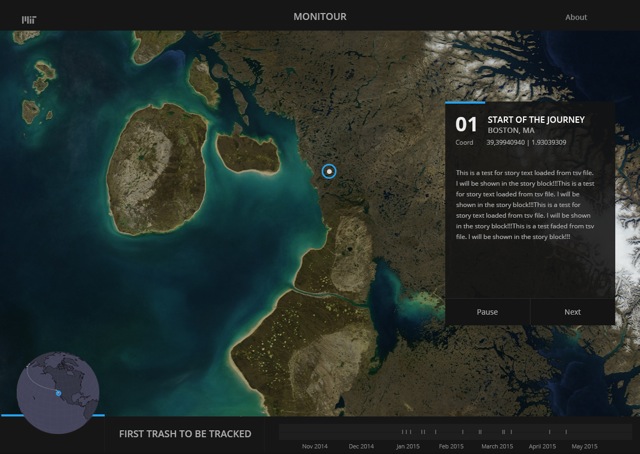 MIT
MONITOUR
About
01
START OF THE JOURNEY
BOSTON, MA
Coord 39,39940940 | 1.93039309
This is a test for story text loaded from tsv file.
I will be shown in the story block!!!This is a test
for story text loaded from tsv file. I will be
shown in the story block!!!This is a test for
story text loaded from tsv file. I will be shown
in the story block!!!This is a test faded from tsv
file. I will be shown in the story block!!!
Pause Next
FIRST TRASH TO BE TRACKED
Nov 2014 Dec 2014 Jan 2015 Feb 2015 March 2015 April 2015 May 2015